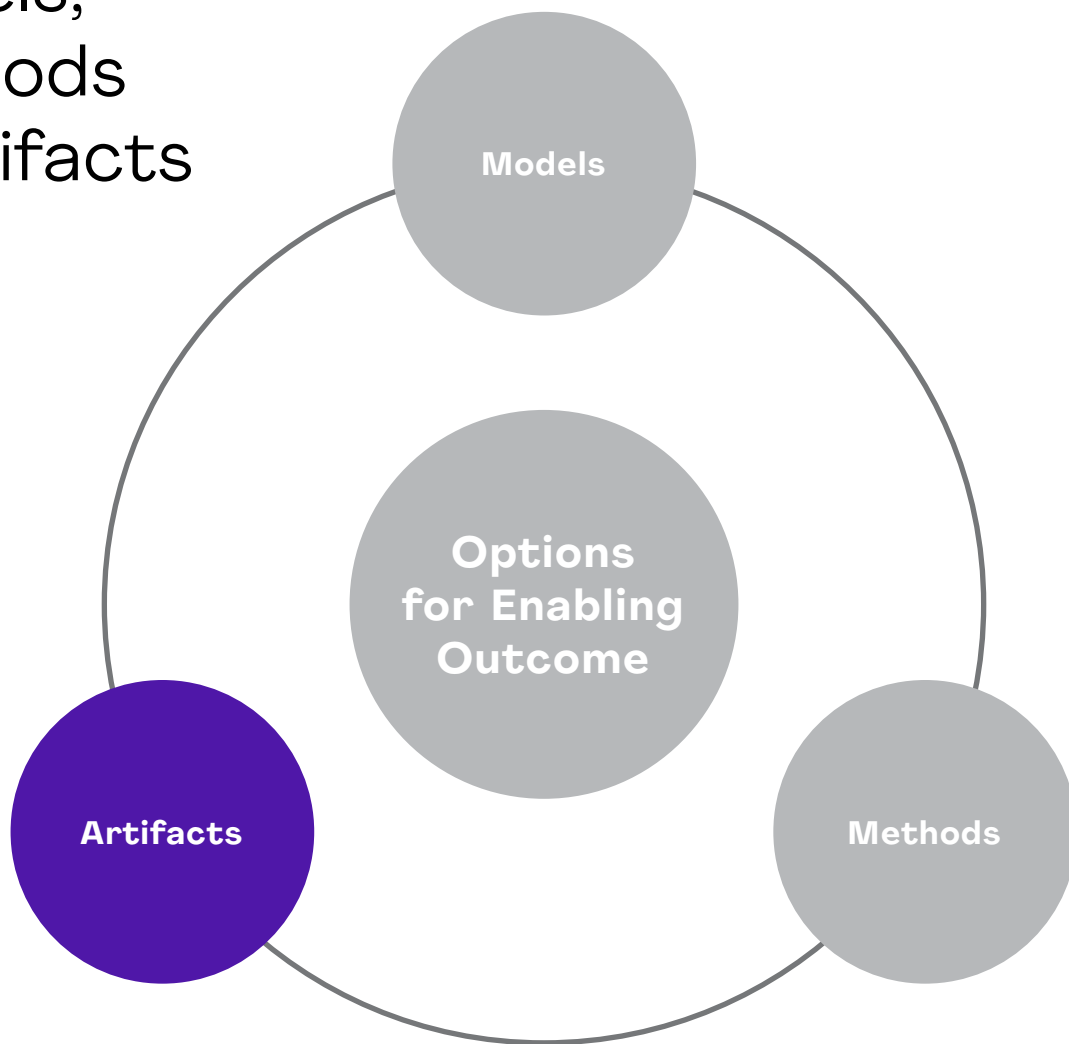 ods
ifacts
Models
Options
for Enabling
Outcome
Artifacts
Methods